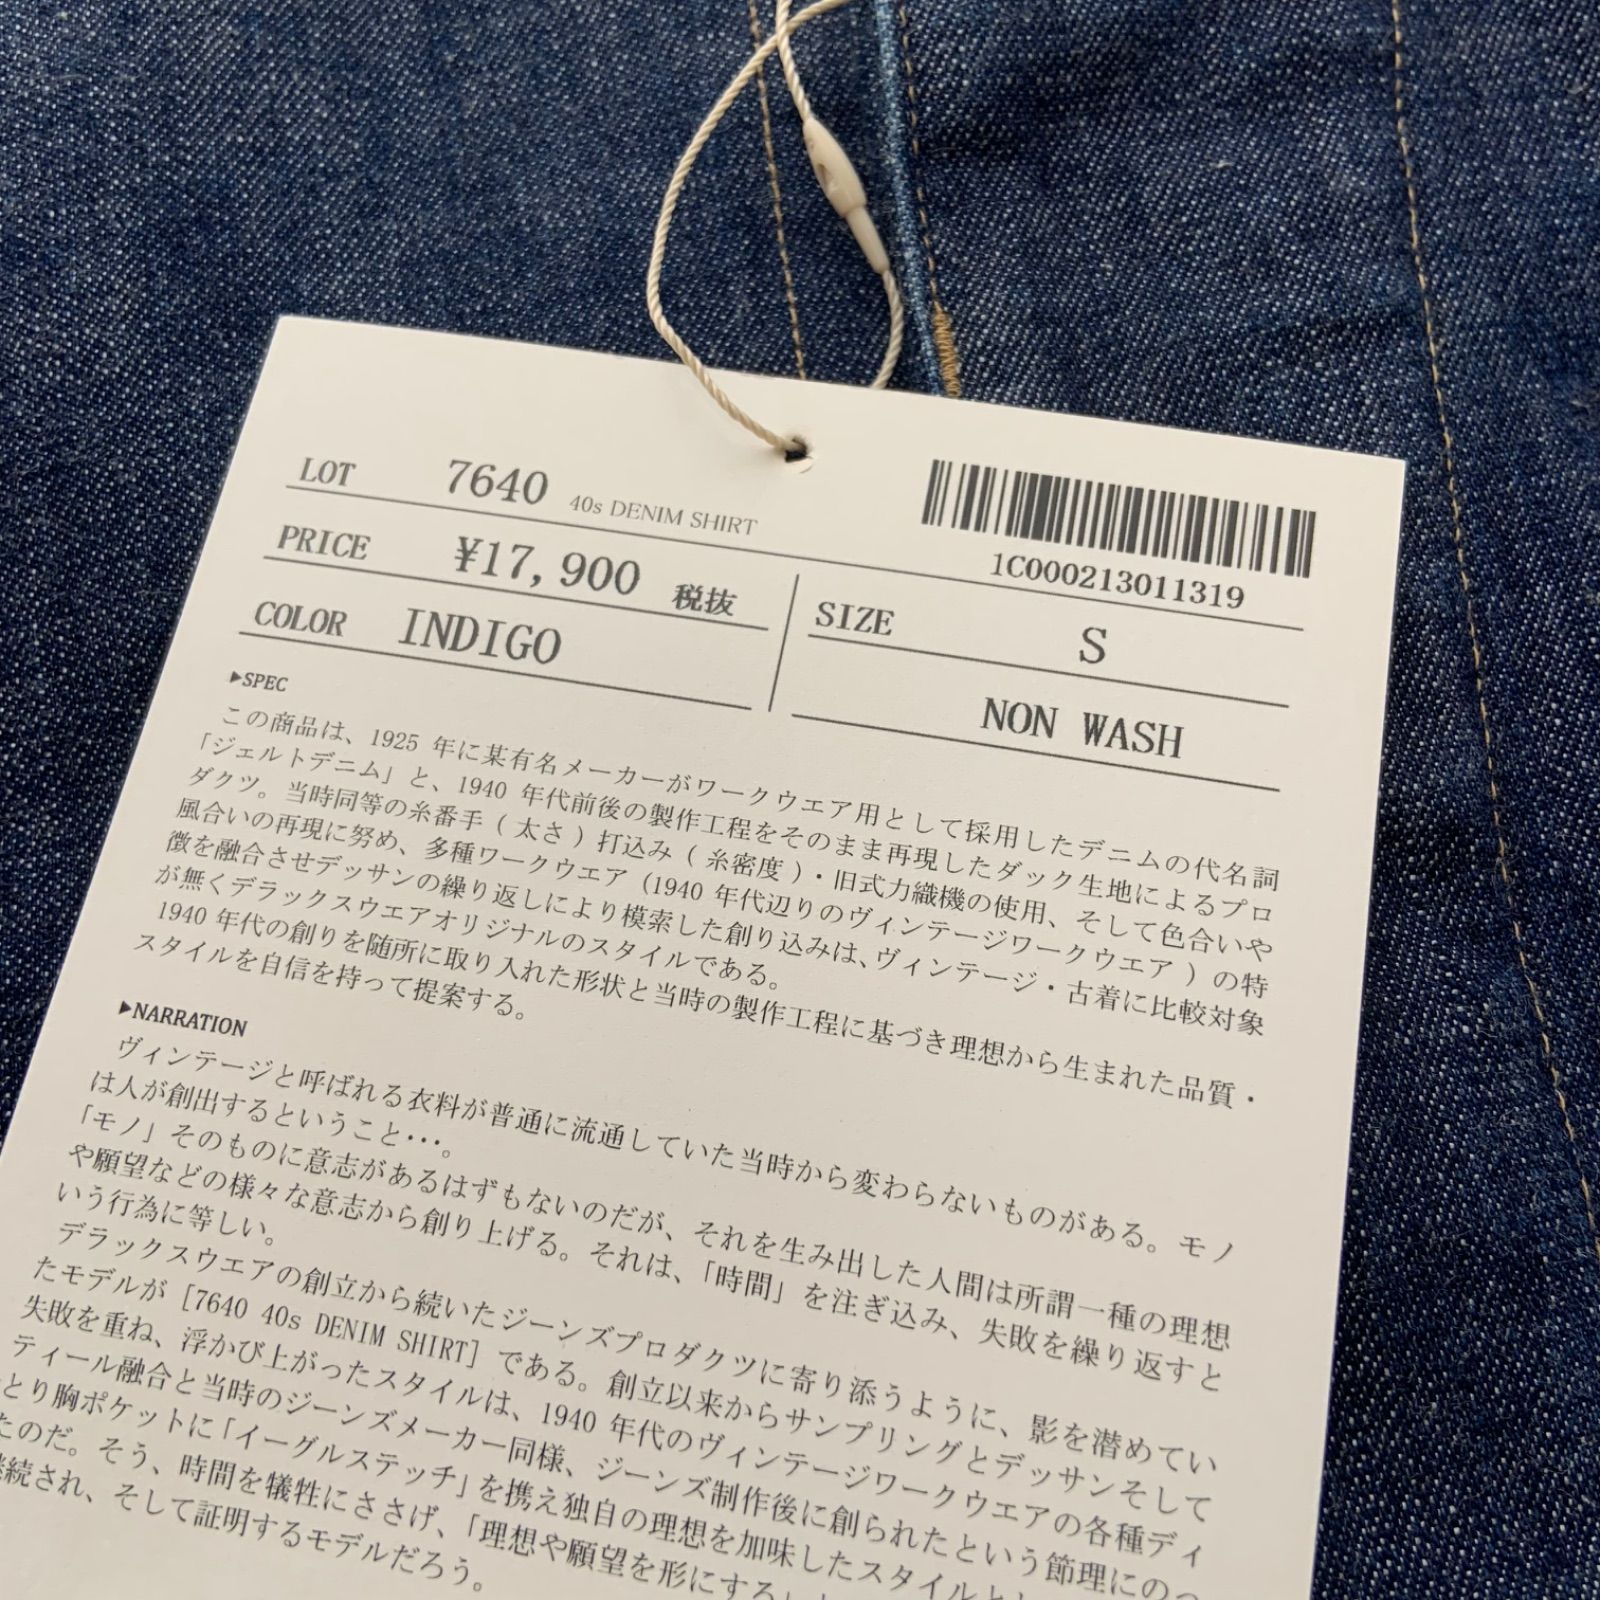 LOT 7640 40s DENIM SHIRT
1C000213011319
PRICE ¥17,900 税抜
SIZE S
COLOR INDIGO
NON WASH
▶SPEC
この商品は、1925 年に某有名メーカーがワークウエア用として採用したデニムの代名詞
「ジェルトデニム」と、1940 年代前後の製作工程をそのまま再現したダック生地によるプロ
ダクツ。当時同等の糸番手 ( 太さ ) 打込み ( 糸密度 )・旧式力織機の使用、そして色合いや
風合いの再現に努め、多種ワークウエア (1940 年代辺りのヴィンテージワークウエア ) の特
徴を融合させデッサンの繰り返しにより模索した創り込みは、ヴィンテージ・古着に比較対象
が無くデラックスウエアオリジナルのスタイルである。
1940 年代の創りを随所に取り入れた形状と当時の製作工程に基づき理想から生まれた品質・
スタイルを自信を持って提案する。
▶NARRATION
ヴィンテージと呼ばれる衣料が普通に流通していた当時から変わらないものがある。モノ
は人が創出するということ･･･。
「モノ」そのものに意志があるはずもないのだが、それを生み出した人間は所謂一種の理想
や願望などの様々な意志から創り上げる。それは、「時間」を注ぎ込み、失敗を繰り返すと
いう行為に等しい。
デラックスウエアの創立から続いたジーンズプロダクツに寄り添うように、影を潜めてい
たモデルが [7640 40s DENIM SHIRT] である。創立以来からサンプリングとデッサンそして
失敗を重ね、浮かび上がったスタイルは、1940 年代のヴィンテージワークウエアの各種ディ
ティール融合と当時のジーンズメーカー同様、ジーンズ制作後に創られたという節理にのっ
とり胸ポケットに「イーグルステッチ」を携え独自の理想を加味したスタイルと
たのだ。そう、時間を犠牲にささげ、「理想や願望を形にする」
続され、そして証明するモデルだろう。